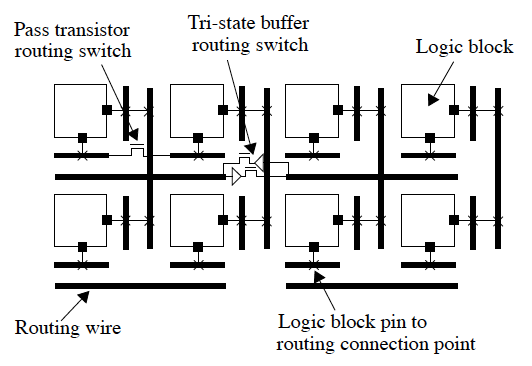 Pass transistor
routing switch
Tri-state buffer
routing switch
Logic block
Routing wire
Logic block pin to
routing connection point